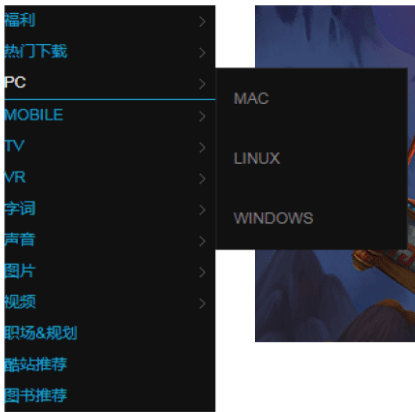 福利
热门下载
PC
MOBILE
TV
VR
字词
声音
图片
视频
职场&规划
酷站推荐
图书推荐
MAC
LINUX
WINDOWS